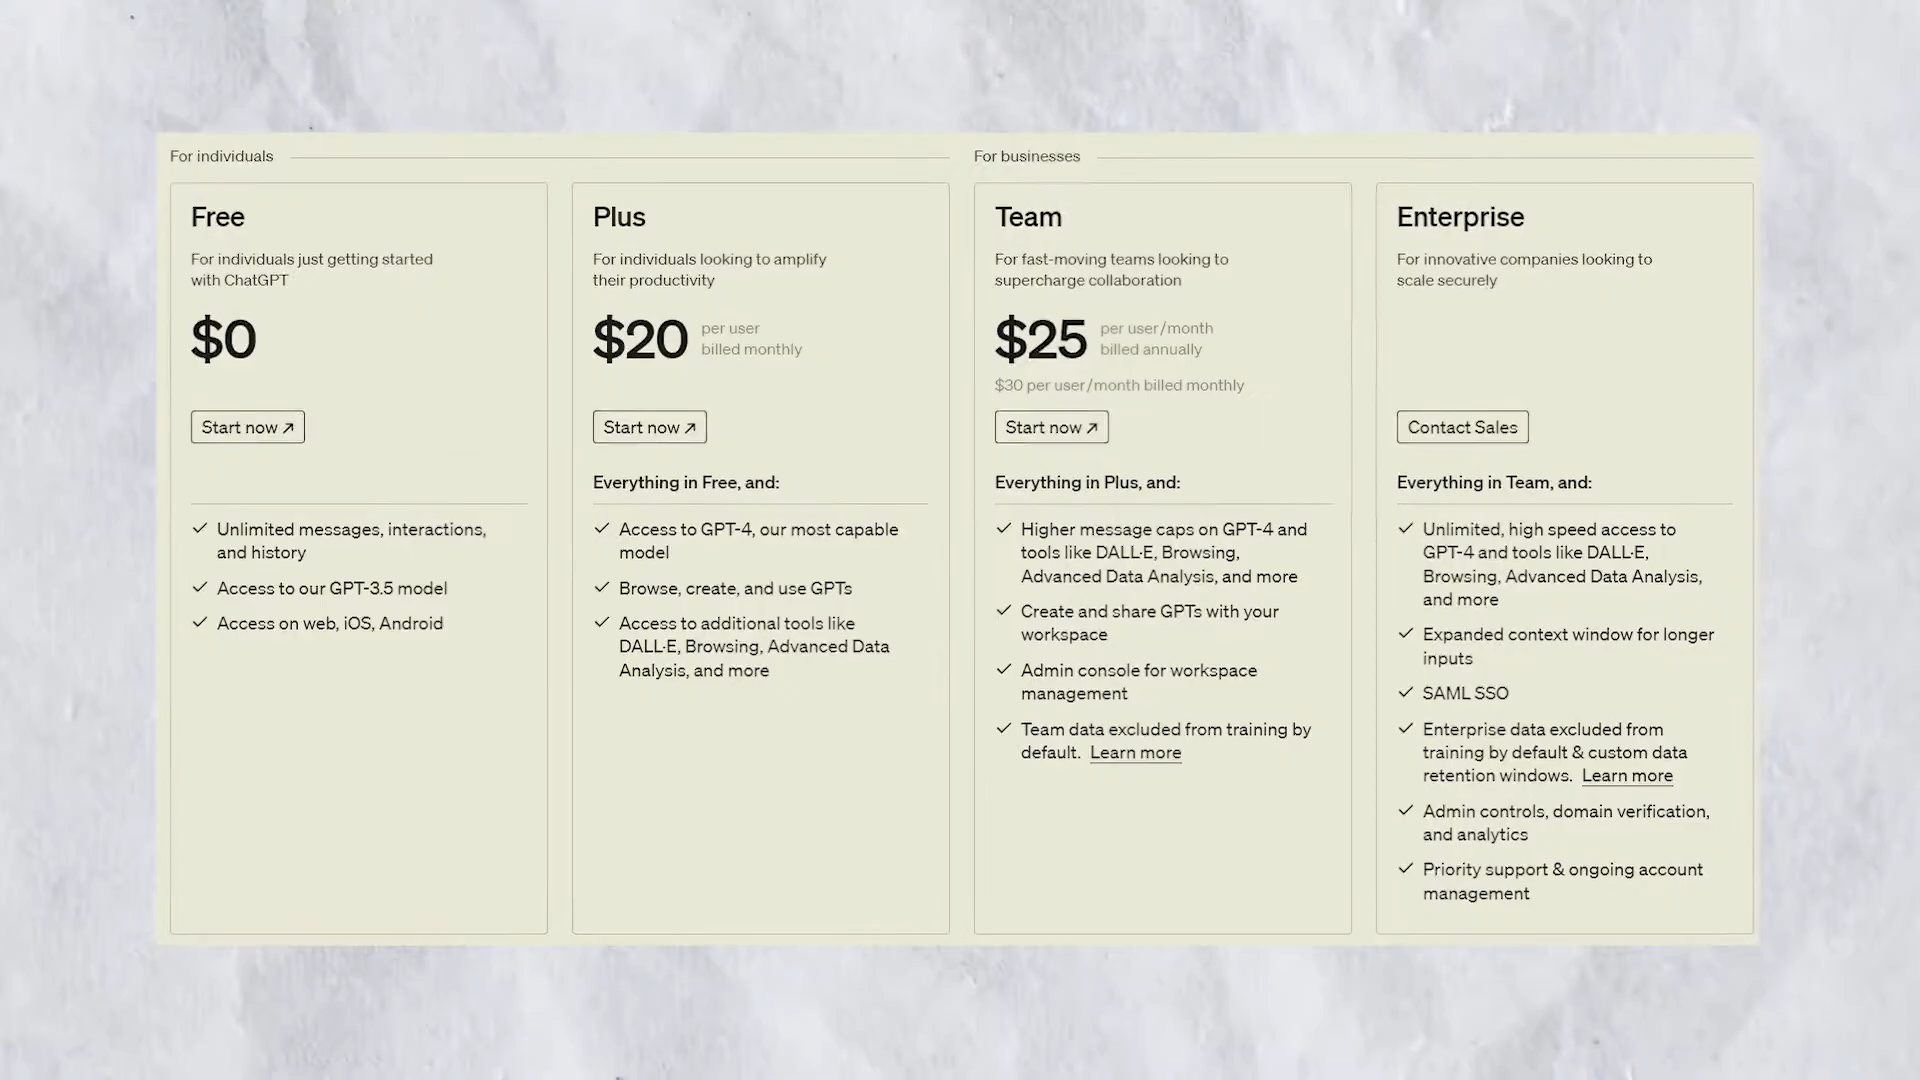 For individuals
Free
For individuals just getting started
with ChatGPT
$0
Start now ↗
✓ Unlimited messages, interactions,
and history
✓ Access to our GPT-3.5 model
✓ Access on web, iOS, Android
Plus
For individuals looking to amplify
their productivity
$20
per user
billed monthly
Start now ↗
Everything in Free, and:
✓ Access to GPT-4, our most capable
model
✓ Browse, create, and use GPTs
✓ Access to additional tools like
DALL·E, Browsing, Advanced Data
Analysis, and more
For businesses
Team
For fast-moving teams looking to
supercharge collaboration
$25
per user/month
billed annually
$30 per user/month billed monthly
Start now ↗
Everything in Plus, and:
✓ Higher message caps on GPT-4 and
tools like DALL·E, Browsing,
Advanced Data Analysis, and more
✓ Create and share GPTs with your
workspace
✓ Admin console for workspace
management
✓ Team data excluded from training by
default. Learn more
Enterprise
For innovative companies looking to
scale securely
Contact Sales
Everything in Team, and:
✓ Unlimited, high speed access to
GPT-4 and tools like DALL·E,
Browsing, Advanced Data Analysis,
and more
✓ Expanded context window for longer
inputs
✓ SAML SSO
✓ Enterprise data excluded from
training by default & custom data
retention windows. Learn more
✓ Admin controls, domain verification,
and analytics
✓ Priority support & ongoing account
management